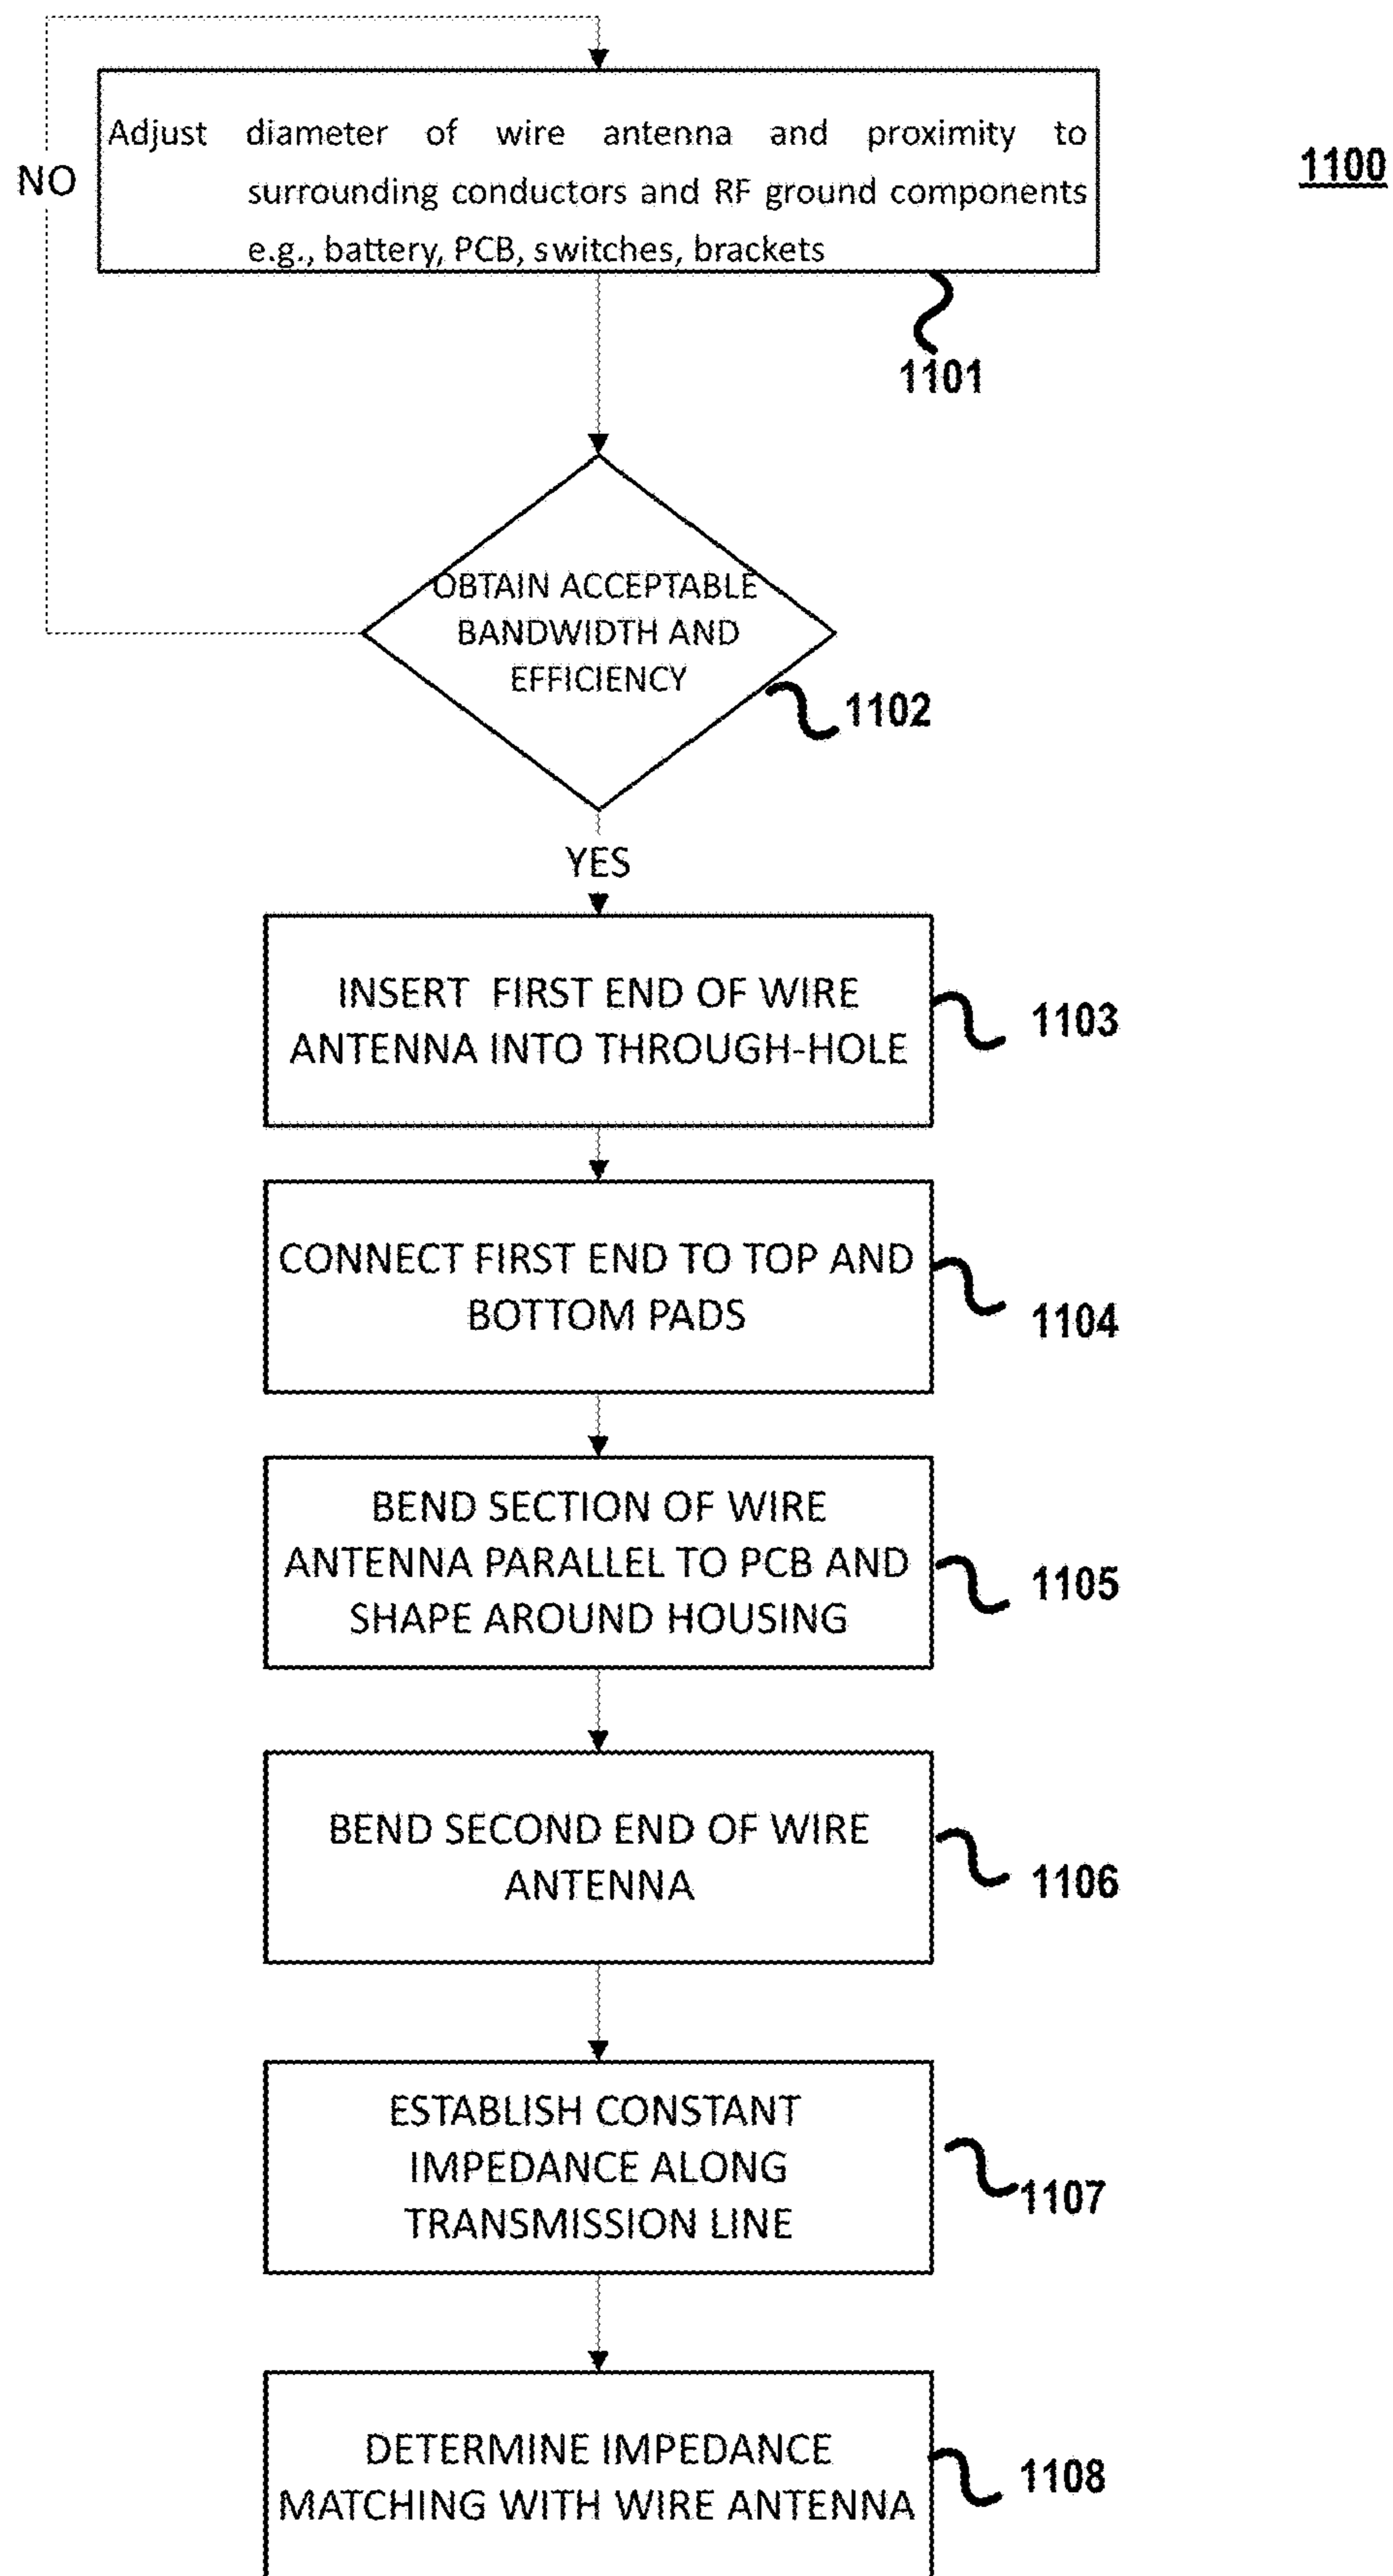 Adjust diameter of wire antenna and proximity to
surrounding conductors and RF ground components
e.g., battery, PCB, switches, brackets
NO
1100
1101
OBTAIN ACCEPTABLE
BANDWIDTH AND
EFFICIENCY
1102
YES
INSERT FIRST END OF WIRE
ANTENNA INTO THROUGH-HOLE
1103
CONNECT FIRST END TO TOP AND
BOTTOM PADS
1104
BEND SECTION OF WIRE
ANTENNA PARALLEL TO PCB AND
SHAPE AROUND HOUSING
1105
BEND SECOND END OF WIRE
ANTENNA
1106
ESTABLISH CONSTANT
IMPEDANCE ALONG
TRANSMISSION LINE
1107
DETERMINE IMPEDANCE
MATCHING WITH WIRE ANTENNA
1108